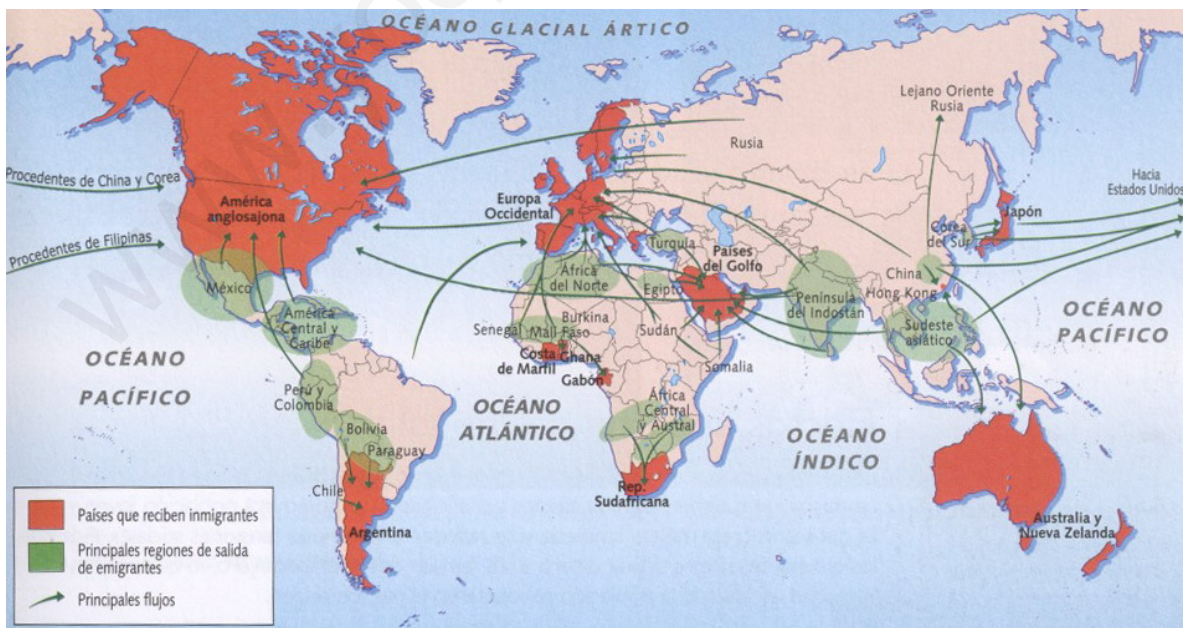 OCÉANO GLACIAL ÁRTICO
Lejano Oriente
Rusia
Rusia
Procedentes de China y Corea
Hacia
Estados Unidos
América
anglosajona
Europa
Occidental
Japón
Corea
del Sur
Procedentes de Filipinas
Turquía
Países
del Golfo
China
México
África
del Norte
Egipto
Hong Kong
Península
del Indostán
América
Central y
Caribe
Senegal
Malí
Burkina
Faso
Sudán
Sudeste
asiático
OCÉANO
PACÍFICO
OCÉANO
PACÍFICO
Costa
de Marfil
Ghana
Gabón
Somalia
Perú y
Colombia
OCÉANO
ATLÁNTICO
África
Central
y Austral
Bolivia
Paraguay
OCÉANO
ÍNDICO
Chile
Rep.
Sudafricana
Argentina
Australia y
Nueva Zelanda
Países que reciben inmigrantes
Principales regiones de salida
de emigrantes
Principales flujos